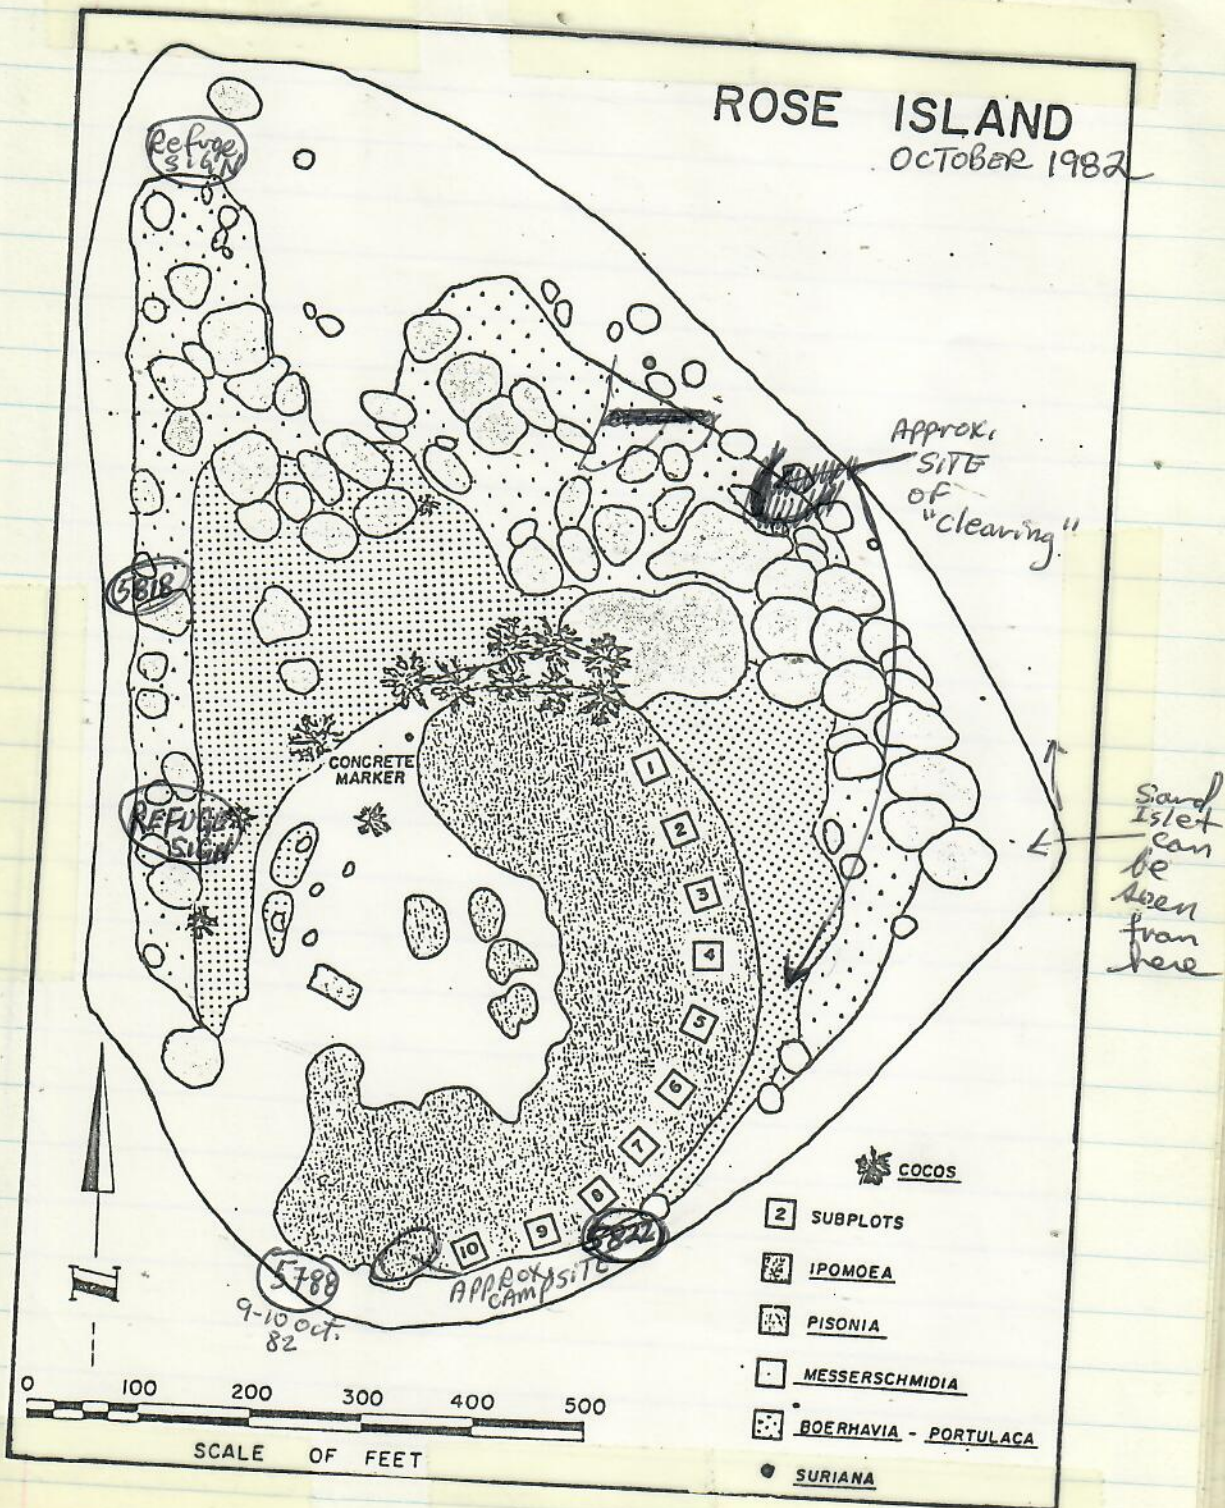 ROSE ISLAND
OCTOBER 1982
Refuge
SIGN
APPROX.
SITE
OF
"clearing"
5818
CONCRETE
MARKER
REFUGE
SIGN
1
2
3
4
5
6
7
8
9
10
Sand
Islet
can
be
seen
from
here
5822
5788
9-10 Oct.
82
APPROX. SITE
CAMP
N
COCOS
2 SUBPLOTS
IPOMOEA
PISONIA
MESSERSCHMIDIA
BOERHAVIA - PORTULACA
SURIANA
0 100 200 300 400 500
SCALE OF FEET